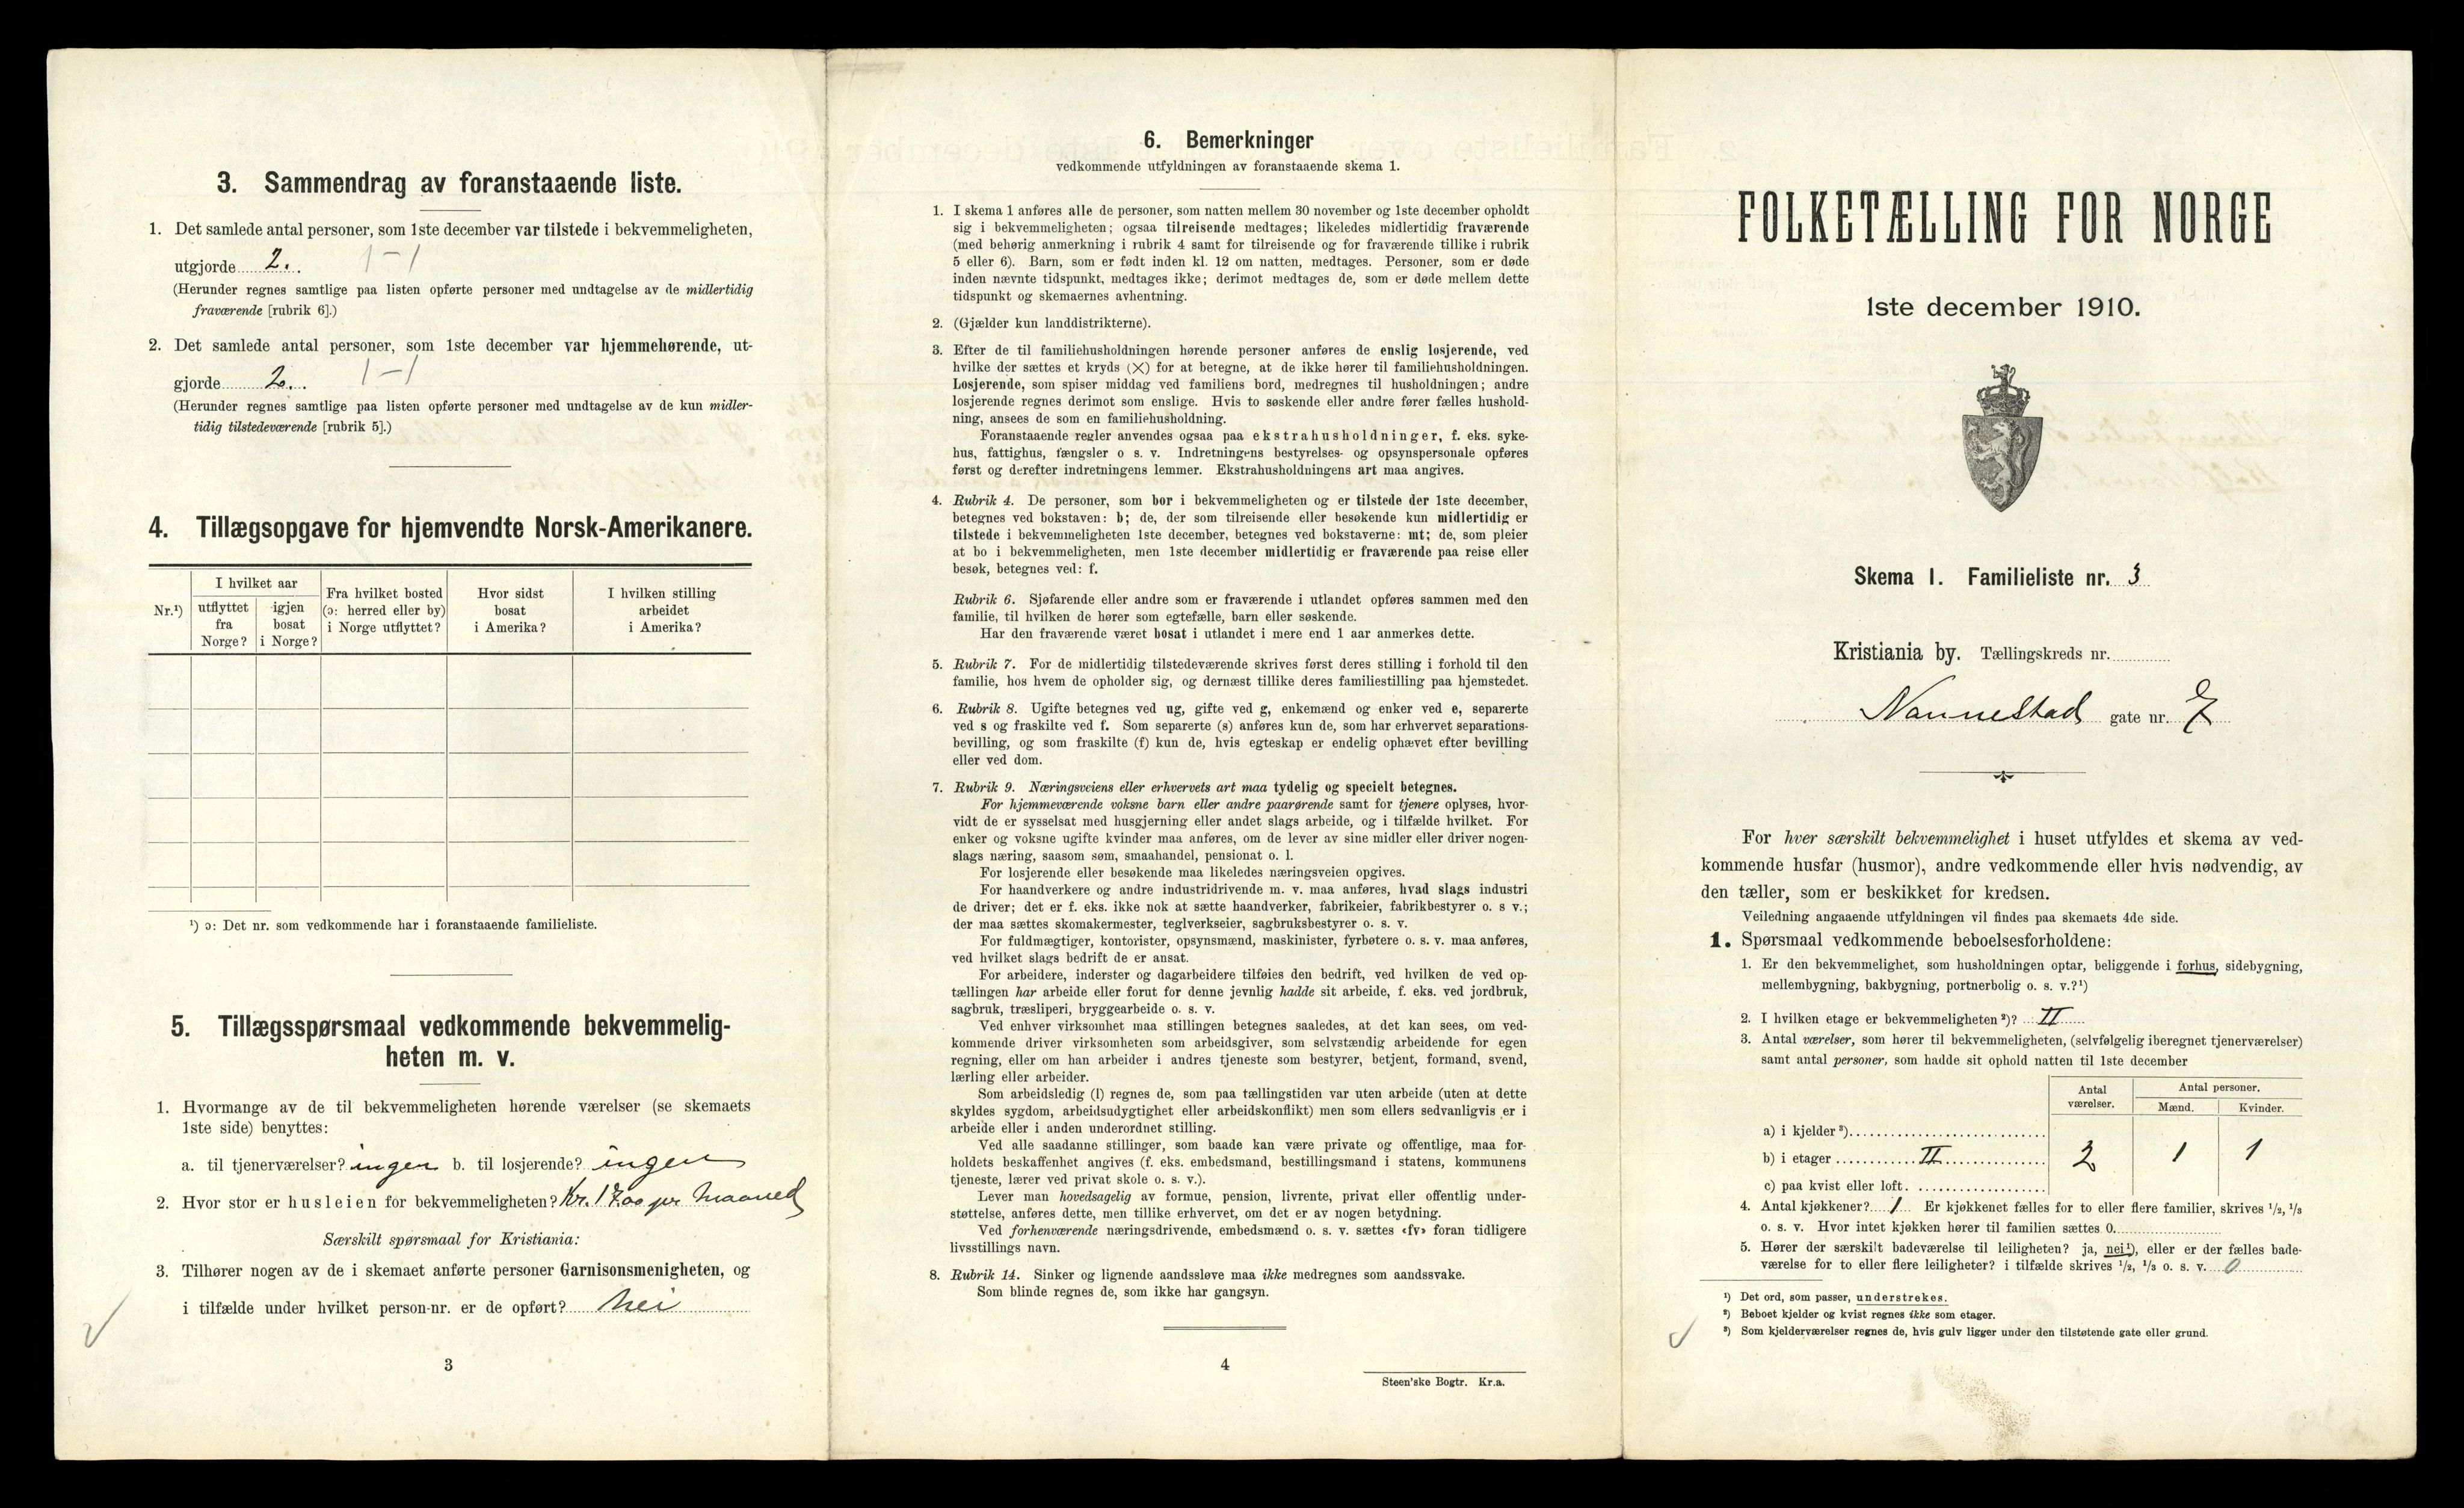 3. Sammendrag av foranstaaende liste.
1. Det samlede antal personer, som 1ste december var tilstede i bekvemmeligheten,
utgjorde 2. 1-1
(Herunder regnes samtlige paa listen opførte personer med undtagelse av de midlertidig
fraværende [rubrik 6].)
2. Det samlede antal personer, som 1ste december var hjemmehørende, ut-
gjorde 2. 1-1
(Herunder regnes samtlige paa listen opførte personer med undtagelse av de kun midler-
tidig tilstedeværende [rubrik 5].)
4. Tillægsopgave for hjemvendte Norsk-Amerikanere.
Nr.¹)
I hvilket aar
utflyttet
fra
Norge?
igjen
bosat
i Norge?
Fra hvilket bosted
(ɔ: herred eller by)
i Norge utflyttet?
Hvor sidst
bosat
i Amerika?
I hvilken stilling
arbeidet
i Amerika?
¹) ɔ: Det nr. som vedkommende har i foranstaaende familieliste.
5. Tillægsspørsmaal vedkommende bekvemmelig-
heten m. v.
1. Hvormange av de til bekvemmeligheten hørende værelser (se skemaets
1ste side) benyttes:
a. til tjenerværelser? ingen b. til losjerende? ingen
2. Hvor stor er husleien for bekvemmeligheten? Kr. 17.00 pr Maaned
Særskilt spørsmaal for Kristiania:
3. Tilhører nogen av de i skemaet anførte personer Garnisonsmenigheten, og
i tilfælde under hvilket person-nr. er de opført? Nei
3
6. Bemerkninger
vedkommende utfyldningen av foranstaaende skema 1.
1. I skema 1 anføres alle de personer, som natten mellem 30 november og 1ste december opholdt
sig i bekvemmeligheten; ogsaa tilreisende medtages; likeledes midlertidig fraværende
(med behørig anmerkning i rubrik 4 samt for tilreisende og for fraværende tillike i rubrik
5 eller 6). Barn, som er født inden kl. 12 om natten, medtages. Personer, som er døde
inden nævnte tidspunkt, medtages ikke; derimot medtages de, som er døde mellem dette
tidspunkt og skemaernes avhentning.
2. (Gjælder kun landdistrikterne).
3. Efter de til familiehusholdningen hørende personer anføres de enslig losjerende, ved
hvilke der sættes et kryds (×) for at betegne, at de ikke hører til familiehusholdningen.
Losjerende, som spiser middag ved familiens bord, medregnes til husholdningen; andre
losjerende regnes derimot som enslige. Hvis to søskende eller andre fører fælles hushold-
ning, ansees de som en familiehusholdning.
Foranstaaende regler anvendes ogsaa paa ekstrahusholdninger, f. eks. syke-
hus, fattighus, fængsler o s. v. Indretningens bestyrelses- og opsynspersonale opføres
først og derefter indretningens lemmer. Ekstrahusholdningens art maa angives.
4. Rubrik 4. De personer, som bor i bekvemmeligheten og er tilstede der 1ste december,
betegnes ved bokstaven: b; de, der som tilreisende eller besøkende kun midlertidig er
tilstede i bekvemmeligheten 1ste december, betegnes ved bokstaverne: mt; de, som pleier
at bo i bekvemmeligheten, men 1ste december midlertidig er fraværende paa reise eller
besøk, betegnes ved: f.
Rubrik 6. Sjøfarende eller andre som er fraværende i utlandet opføres sammen med den
familie, til hvilken de hører som egtefælle, barn eller søskende.
Har den fraværende været bosat i utlandet i mere end 1 aar anmerkes dette.
5. Rubrik 7. For de midlertidig tilstedeværende skrives først deres stilling i forhold til den
familie, hos hvem de opholder sig, og dernæst tillike deres familiestilling paa hjemstedet.
6. Rubrik 8. Ugifte betegnes ved ug, gifte ved g, enkemænd og enker ved e, separerte
ved s og fraskilte ved f. Som separerte (s) anføres kun de, som har erhvervet separations-
bevilling, og som fraskilte (f) kun de, hvis egteskap er endelig ophævet efter bevilling
eller ved dom.
7. Rubrik 9. Næringsveiens eller erhvervets art maa tydelig og specielt betegnes.
For hjemmeværende voksne barn eller andre paarørende samt for tjenere oplyses, hvor-
vidt de er sysselsat med husgjerning eller andet slags arbeide, og i tilfælde hvilket. For
enker og voksne ugifte kvinder maa anføres, om de lever av sine midler eller driver nogen-
slags næring, saasom søm, smaahandel, pensionat o. l.
For losjerende eller besøkende maa likeledes næringsveien opgives.
For haandverkere og andre industridrivende m. v. maa anføres, hvad slags industri
de driver; det er f. eks. ikke nok at sætte haandverker, fabrikeier, fabrikbestyrer o. s v.;
der maa sættes skomakermester, teglverkseier, sagbruksbestyrer o. s. v.
For fuldmægtiger, kontorister, opsynsmænd, maskinister, fyrbøtere o. s. v. maa anføres,
ved hvilket slags bedrift de er ansat.
For arbeidere, inderster og dagarbeidere tilføies den bedrift, ved hvilken de ved op-
tællingen har arbeide eller forut for denne jevnlig hadde sit arbeide, f. eks. ved jordbruk,
sagbruk, træsliperi, bryggearbeide o. s. v.
Ved enhver virksomhet maa stillingen betegnes saaledes, at det kan sees, om ved-
kommende driver virksomheten som arbeidsgiver, som selvstændig arbeidende for egen
regning, eller om han arbeider i andres tjeneste som bestyrer, betjent, formand, svend,
lærling eller arbeider.
Som arbeidsledig (l) regnes de, som paa tællingstiden var uten arbeide (uten at dette
skyldes sygdom, arbeidsudygtighet eller arbeidskonflikt) men som ellers sedvanligvis er i
arbeide eller i anden underordnet stilling.
Ved alle saadanne stillinger, som baade kan være private og offentlige, maa for-
holdets beskaffenhet angives (f. eks. embedsmand, bestillingsmand i statens, kommunens
tjeneste, lærer ved privat skole o. s. v.).
Lever man hovedsagelig av formue, pension, livrente, privat eller offentlig under-
støttelse, anføres dette, men tillike erhvervet, om det er av nogen betydning.
Ved forhenværende næringsdrivende, embedsmænd o. s. v. sættes «fv» foran tidligere
livsstillings navn.
8. Rubrik 14. Sinker og lignende aandssløve maa ikke medregnes som aandssvake.
Som blinde regnes de, som ikke har gangsyn.
4
Steen'ske Bogtr. Kr.a.
FOLKETÆLLING FOR NORGE
1ste december 1910.
Skema 1. Familieliste nr. 3
Kristiania by. Tællingskreds nr.
Nannestad gate nr. 7
For hver særskilt bekvemmelighet i huset utfyldes et skema av ved-
kommende husfar (husmor), andre vedkommende eller hvis nødvendig, av
den tæller, som er beskikket for kredsen.
Veiledning angaaende utfyldningen vil findes paa skemaets 4de side.
1. Spørsmaal vedkommende beboelsesforholdene:
1. Er den bekvemmelighet, som husholdningen optar, beliggende i forhus, sidebygning,
mellembygning, bakbygning, portnerbolig o. s. v.?¹)
2. I hvilken etage er bekvemmeligheten²)? II
3. Antal værelser, som hører til bekvemmeligheten, (selvfølgelig iberegnet tjenerværelser)
samt antal personer, som hadde sit ophold natten til 1ste december
Antal
værelser.
Antal personer.
Mænd. Kvinder.
a) i kjelder³)
b) i etager II 2 1 1
c) paa kvist eller loft.
4. Antal kjøkkener? 1 Er kjøkkenet fælles for to eller flere familier, skrives ¹/₂, ¹/₃
o. s. v. Hvor intet kjøkken hører til familien sættes 0.
5. Hører der særskilt badeværelse til leiligheten? ja, nei¹), eller er der fælles bade-
værelse for to eller flere leiligheter? i tilfælde skrives ¹/₂, ¹/₃ o. s. v. 0
¹) Det ord, som passer, understrekes.
²) Beboet kjelder og kvist regnes ikke som etager.
³) Som kjelderværelser regnes de, hvis gulv ligger under den tilstøtende gate eller grund.